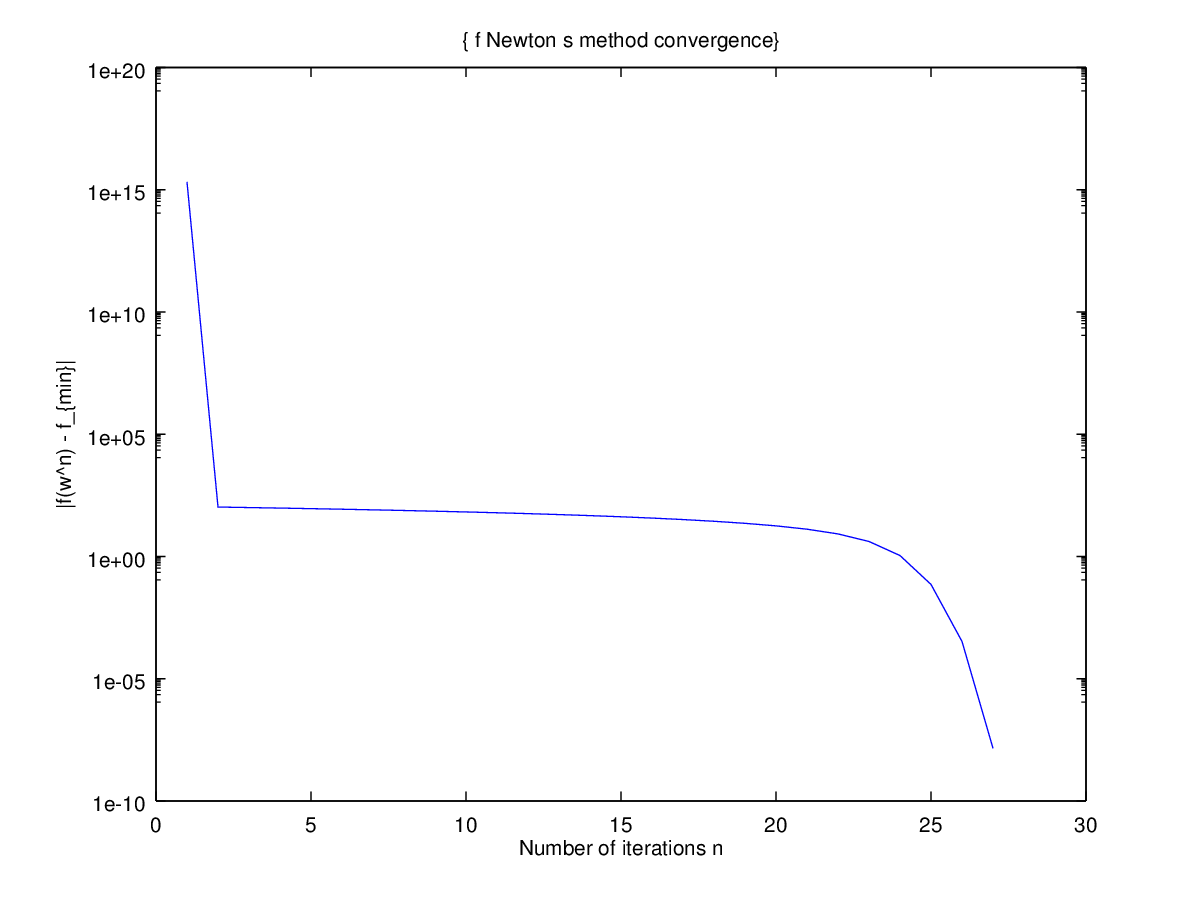 { f Newton s method convergence}
1e+20
1e+15
1e+10
1e+05
1e+00
1e-05
1e-10
|f(w^n) - f_{min}|
0 5 10 15 20 25 30
Number of iterations n